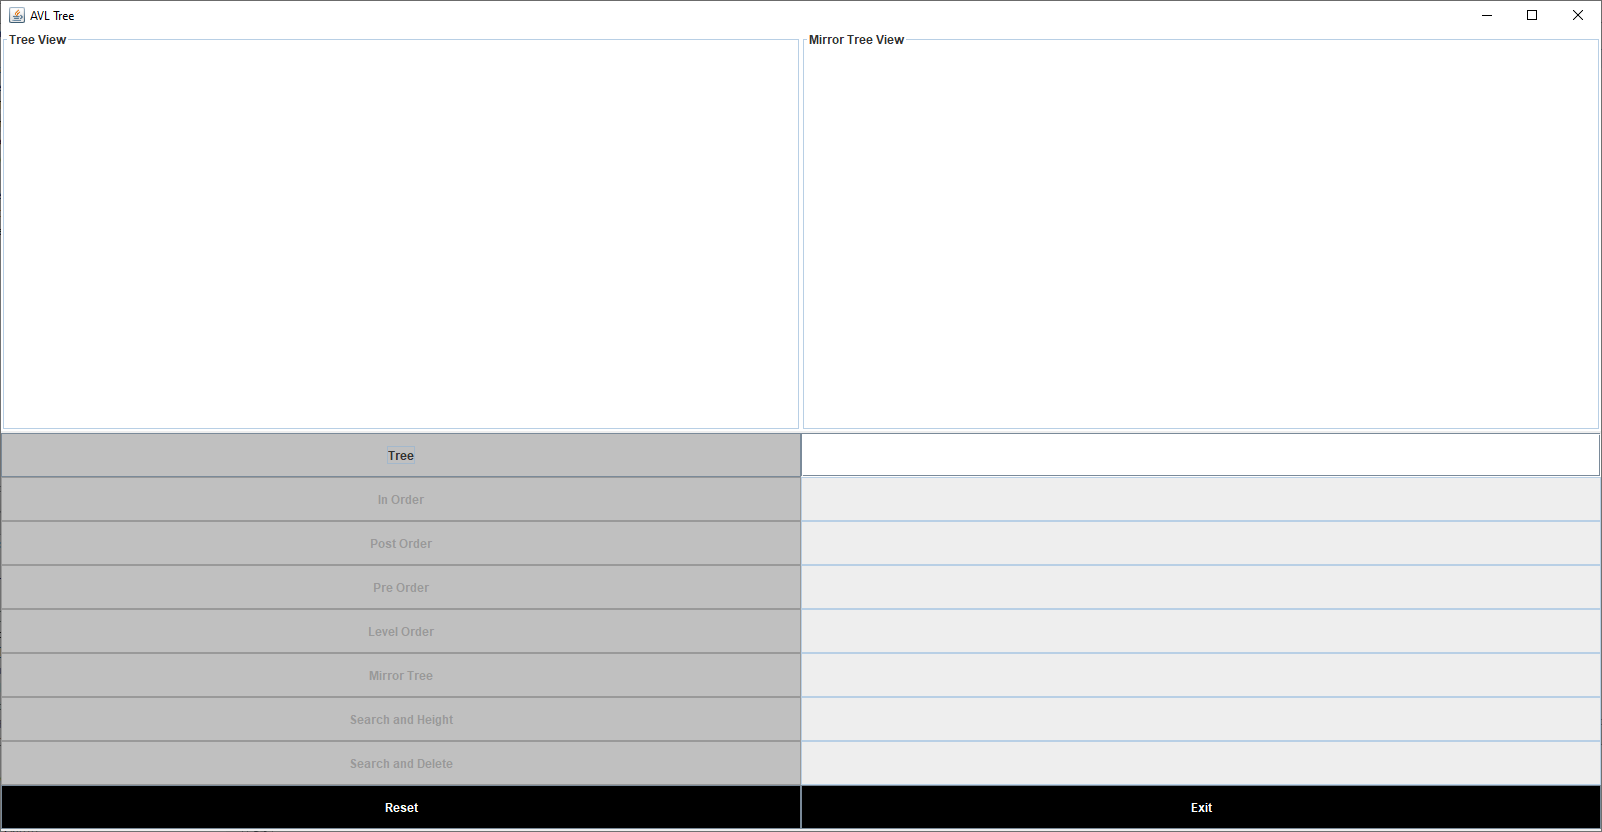 AVL Tree
Tree View
Mirror Tree View
Tree
In Order
Post Order
Pre Order
Level Order
Mirror Tree
Search and Height
Search and Delete
Reset
Exit